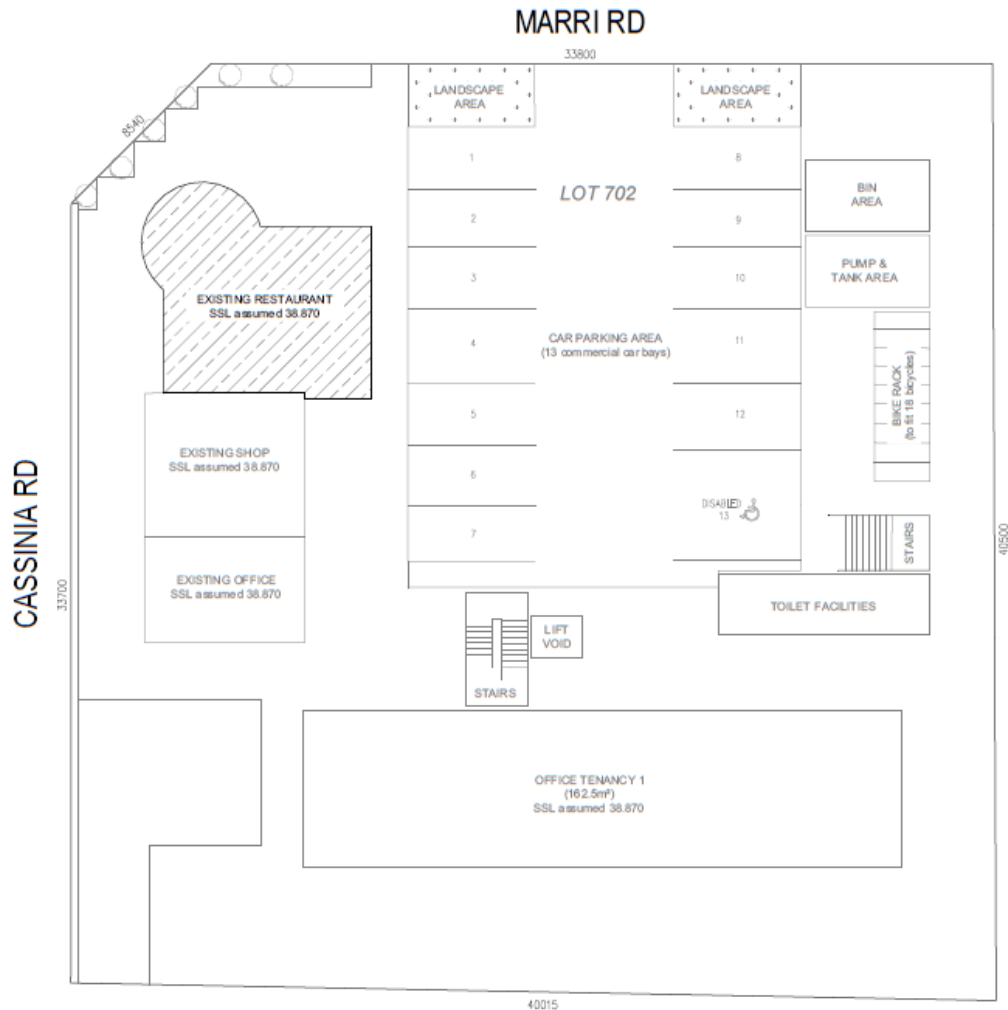 MARRI RD
33800
LANDSCAPE
AREA
LANDSCAPE
AREA
8540
1
8
LOT 702
BIN
AREA
2
9
PUMP &
TANK AREA
3
10
EXISTING RESTAURANT
SSL assumed 38.870
CAR PARKING AREA
(13 commercial car bays)
4
11
BIKE RACK
(to fit 18 bicycles)
5
12
EXISTING SHOP
SSL assumed 38.870
6
DISABLED
13
7
STAIRS
CASSINIA RD
33700
40500
EXISTING OFFICE
SSL assumed 38.870
TOILET FACILITIES
LIFT
VOID
STAIRS
OFFICE TENANCY 1
(162.5m²)
SSL assumed 38.870
40015